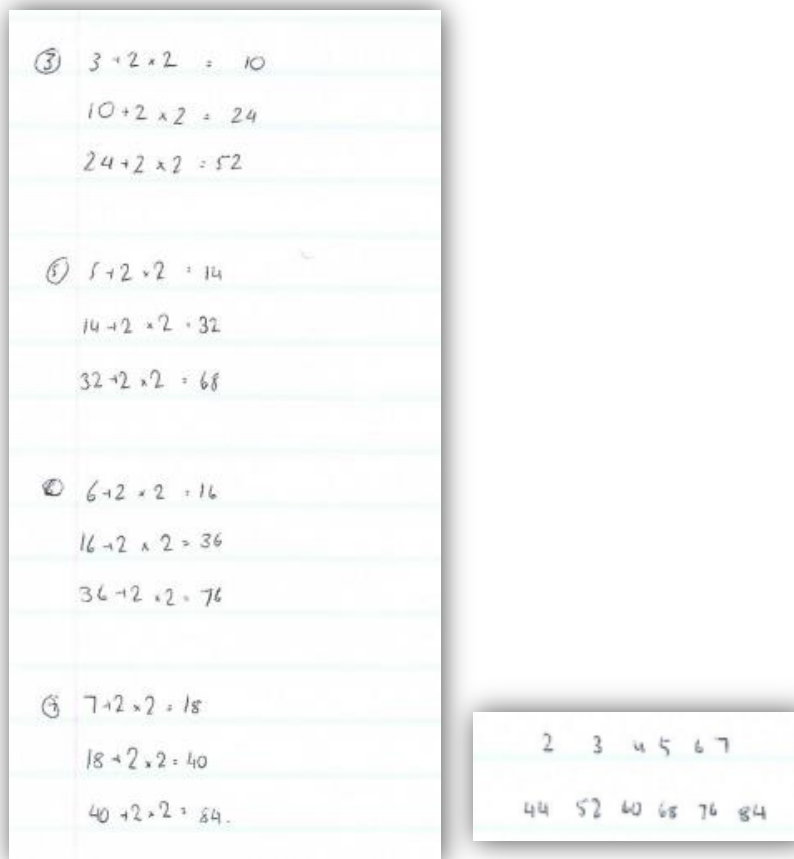 ③ 3 + 2 × 2 = 10
10 + 2 × 2 = 24
24 + 2 × 2 = 52
⑤ 5 + 2 × 2 = 14
14 + 2 × 2 = 32
32 + 2 × 2 = 68
⑥ 6 + 2 × 2 = 16
16 + 2 × 2 = 36
36 + 2 × 2 = 76
⑦ 7 + 2 × 2 = 18
18 + 2 × 2 = 40
40 + 2 × 2 = 84.
2 3 4 5 6 7
44 52 60 68 76 84